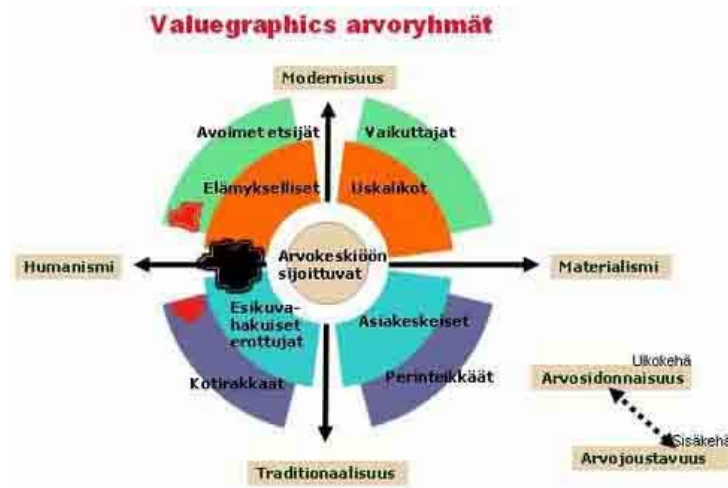 Valuegraphics arvoryhmät
Modernisuus
Avoimet etsijät
Vaikuttajat
Elämykselliset
Uskalikot
Humanismi
Arvokeskiöön
sijoittuvat
Materialismi
Esikuva-
hakuiset
erottujat
Asiakeskeiset
Kotirakkaat
Perinteikkäät
Ulkokehä
Arvosidonnaisuus
Sisäkehä
Arvojoustavuus
Traditionaalisuus